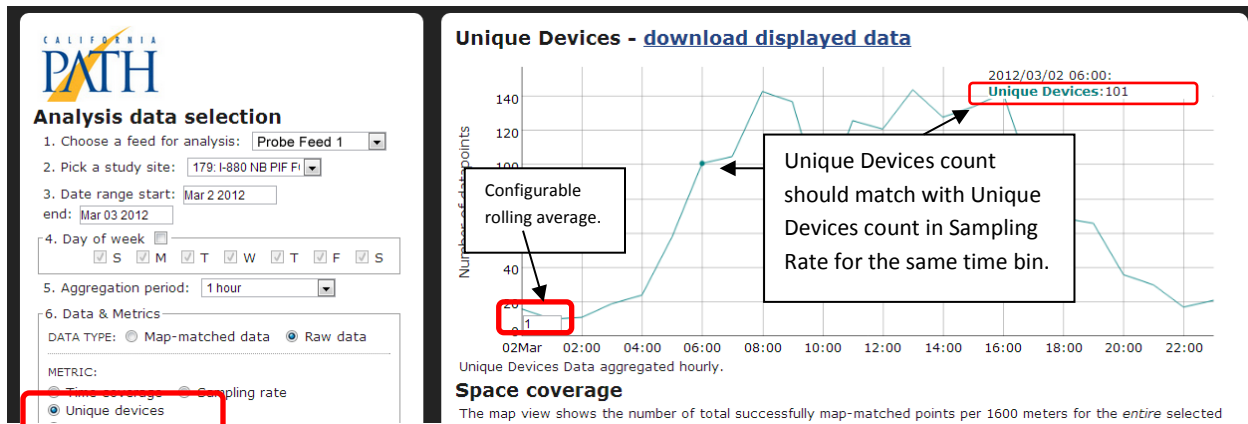 CALIFORNIA
PATH
Analysis data selection
1. Choose a feed for analysis: Probe Feed 1
2. Pick a study site: 179: I-880 NB PIF F
3. Date range start: Mar 2 2012
end: Mar 03 2012
4. Day of week
S M T W T F S
5. Aggregation period: 1 hour
6. Data & Metrics
DATA TYPE: Map-matched data Raw data
METRIC:
Time coverage Sampling rate
Unique devices
Unique Devices - download displayed data
2012/03/02 06:00:
Unique Devices:101
Number of datapoints
140
120
100
40
20
0
1
Configurable
rolling average.
Unique Devices count
should match with Unique
Devices count in Sampling
Rate for the same time bin.
02Mar 02:00 04:00 06:00 08:00 10:00 12:00 14:00 16:00 18:00 20:00 22:00
Unique Devices Data aggregated hourly.
Space coverage
The map view shows the number of total successfully map-matched points per 1600 meters for the entire selected